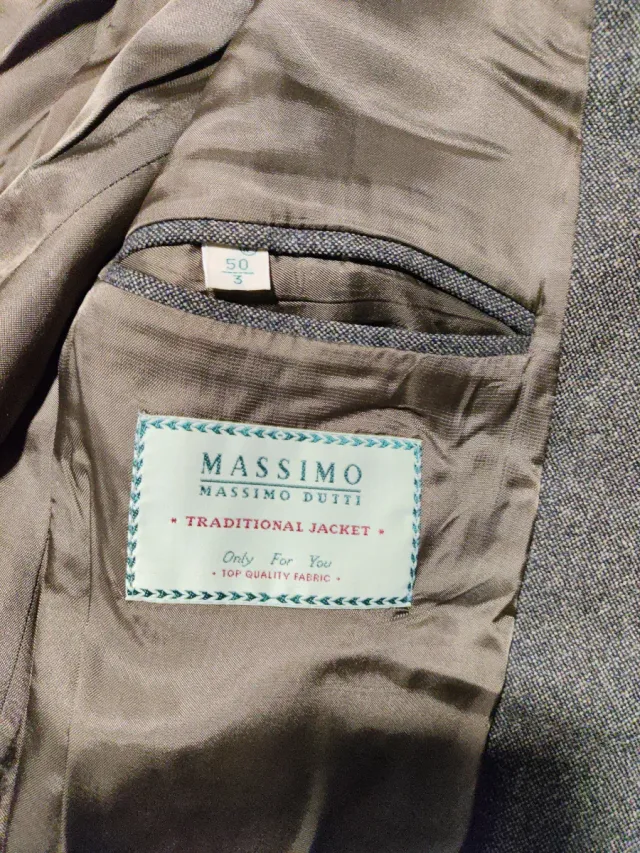 50
3
MASSIMO
MASSIMO DUTTI
* TRADITIONAL JACKET *
Only For You
• TOP QUALITY FABRIC •